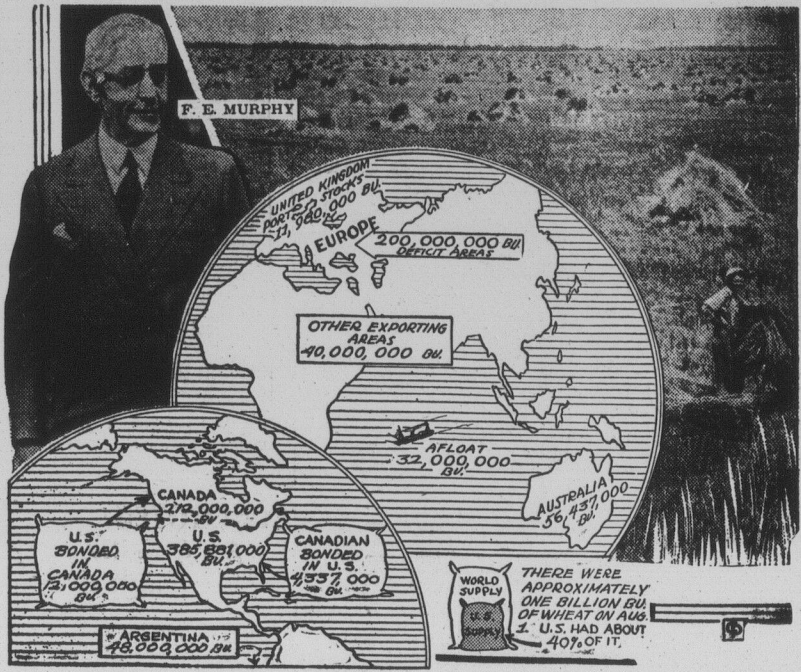 F. E. MURPHY
UNITED KINGDOM
PORTED STOCKS
11,960,000 BU.
EUROPE
200,000,000 BU.
DEFICIT AREAS
OTHER EXPORTING
AREAS
40,000,000 BU.
AFLOAT
32,000,000
BU.
AUSTRALIA
56,437,000
BU.
CANADA
212,000,000
BU
U.S.
385,881,000
BU.
U.S.
BONDED
IN
CANADA
12,000,000
BU.
CANADIAN
BONDED
IN U.S.
4,337,000
BU.
ARGENTINA
48,000,000 BU
WORLD
SUPPLY
U.S.
SUPPLY
THERE WERE
APPROXIMATELY
ONE BILLION BU.
OF WHEAT ON AUG.
1. U.S. HAD ABOUT
40% OF IT.